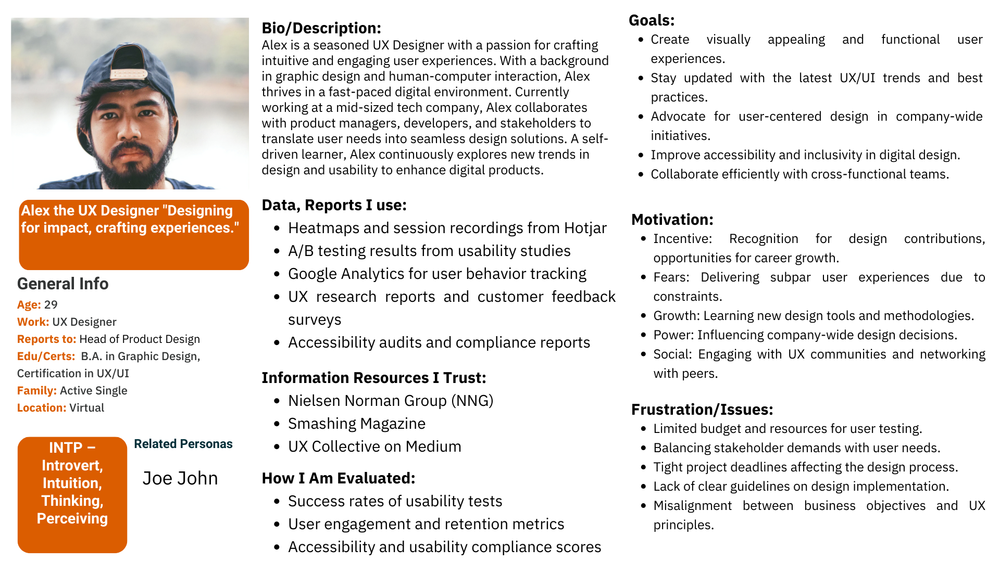 Alex the UX Designer "Designing
for impact, crafting experiences."
General Info
Age: 29
Work: UX Designer
Reports to: Head of Product Design
Edu/Certs: B.A. in Graphic Design,
Certification in UX/UI
Family: Active Single
Location: Virtual
INTP –
Introvert,
Intuition,
Thinking,
Perceiving
Related Personas
Joe John
Bio/Description:
Alex is a seasoned UX Designer with a passion for crafting
intuitive and engaging user experiences. With a background
in graphic design and human-computer interaction, Alex
thrives in a fast-paced digital environment. Currently
working at a mid-sized tech company, Alex collaborates
with product managers, developers, and stakeholders to
translate user needs into seamless design solutions. A self-
driven learner, Alex continuously explores new trends in
design and usability to enhance digital products.
Data, Reports I use:
• Heatmaps and session recordings from Hotjar
• A/B testing results from usability studies
• Google Analytics for user behavior tracking
• UX research reports and customer feedback
surveys
• Accessibility audits and compliance reports
Information Resources I Trust:
• Nielsen Norman Group (NNG)
• Smashing Magazine
• UX Collective on Medium
How I Am Evaluated:
• Success rates of usability tests
• User engagement and retention metrics
• Accessibility and usability compliance scores
Goals:
• Create visually appealing and functional user
experiences.
• Stay updated with the latest UX/UI trends and best
practices.
• Advocate for user-centered design in company-wide
initiatives.
• Improve accessibility and inclusivity in digital design.
• Collaborate efficiently with cross-functional teams.
Motivation:
• Incentive: Recognition for design contributions,
opportunities for career growth.
• Fears: Delivering subpar user experiences due to
constraints.
• Growth: Learning new design tools and methodologies.
• Power: Influencing company-wide design decisions.
• Social: Engaging with UX communities and networking
with peers.
Frustration/Issues:
• Limited budget and resources for user testing.
• Balancing stakeholder demands with user needs.
• Tight project deadlines affecting the design process.
• Lack of clear guidelines on design implementation.
• Misalignment between business objectives and UX
principles.